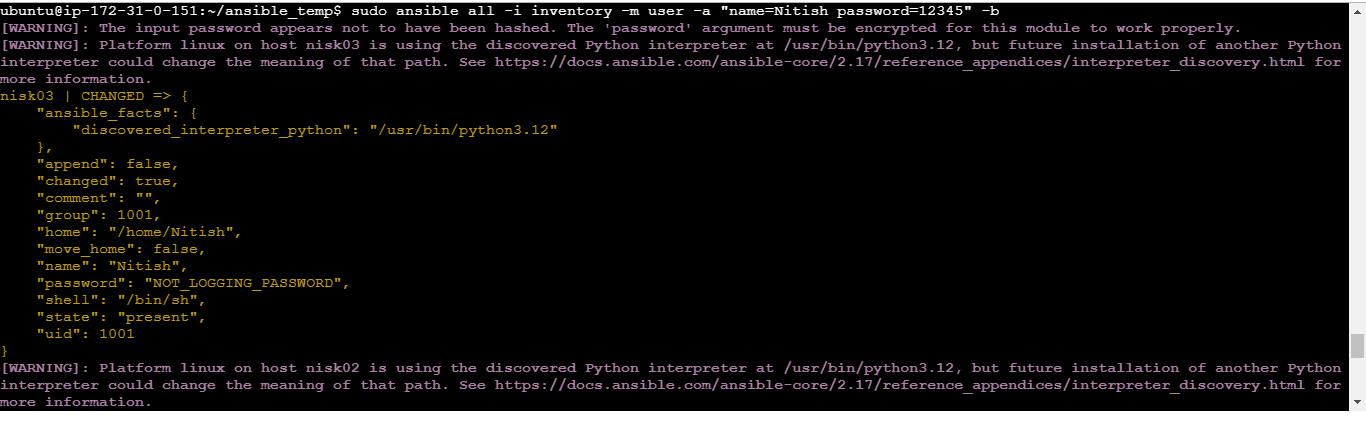 ubuntu@ip-172-31-0-151:~/ansible_temp$ sudo ansible all -i inventory -m user -a "name=Nitish password=12345" -b
[WARNING]: The input password appears not to have been hashed. The 'password' argument must be encrypted for this module to work properly.
[WARNING]: Platform linux on host nisk03 is using the discovered Python interpreter at /usr/bin/python3.12, but future installation of another Python
interpreter could change the meaning of that path. See https://docs.ansible.com/ansible-core/2.17/reference_appendices/interpreter_discovery.html for
more information.
nisk03 | CHANGED => {
    "ansible_facts": {
        "discovered_interpreter_python": "/usr/bin/python3.12"
    },
    "append": false,
    "changed": true,
    "comment": "",
    "group": 1001,
    "home": "/home/Nitish",
    "move_home": false,
    "name": "Nitish",
    "password": "NOT_LOGGING_PASSWORD",
    "shell": "/bin/sh",
    "state": "present",
    "uid": 1001
}
[WARNING]: Platform linux on host nisk02 is using the discovered Python interpreter at /usr/bin/python3.12, but future installation of another Python
interpreter could change the meaning of that path. See https://docs.ansible.com/ansible-core/2.17/reference_appendices/interpreter_discovery.html for
more information.